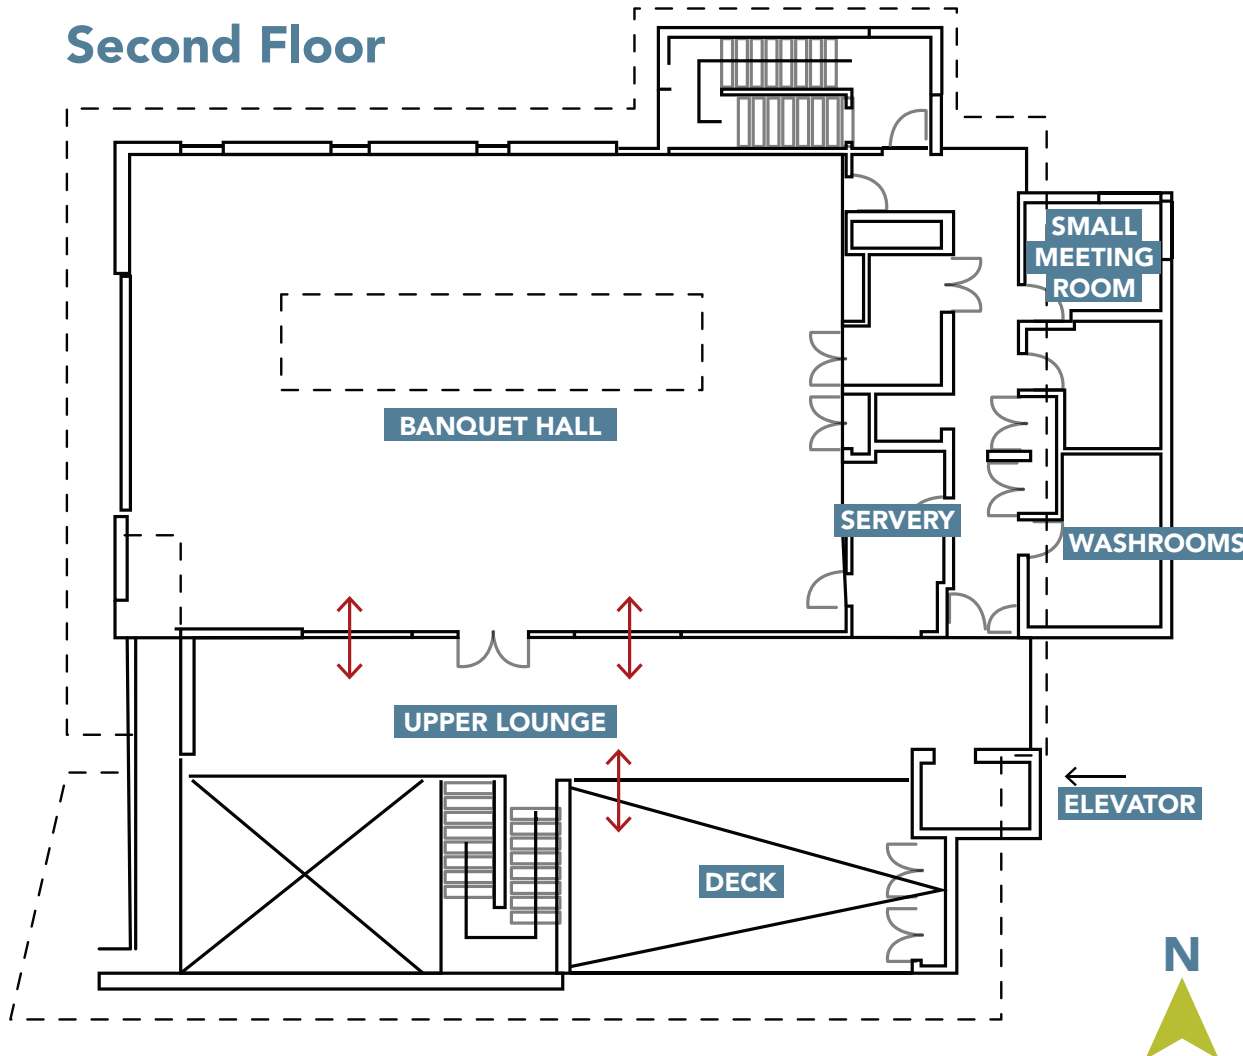 Second Floor
SMALL
MEETING
ROOM
BANQUET HALL
SERVERY
WASHROOMS
UPPER LOUNGE
ELEVATOR
DECK
N